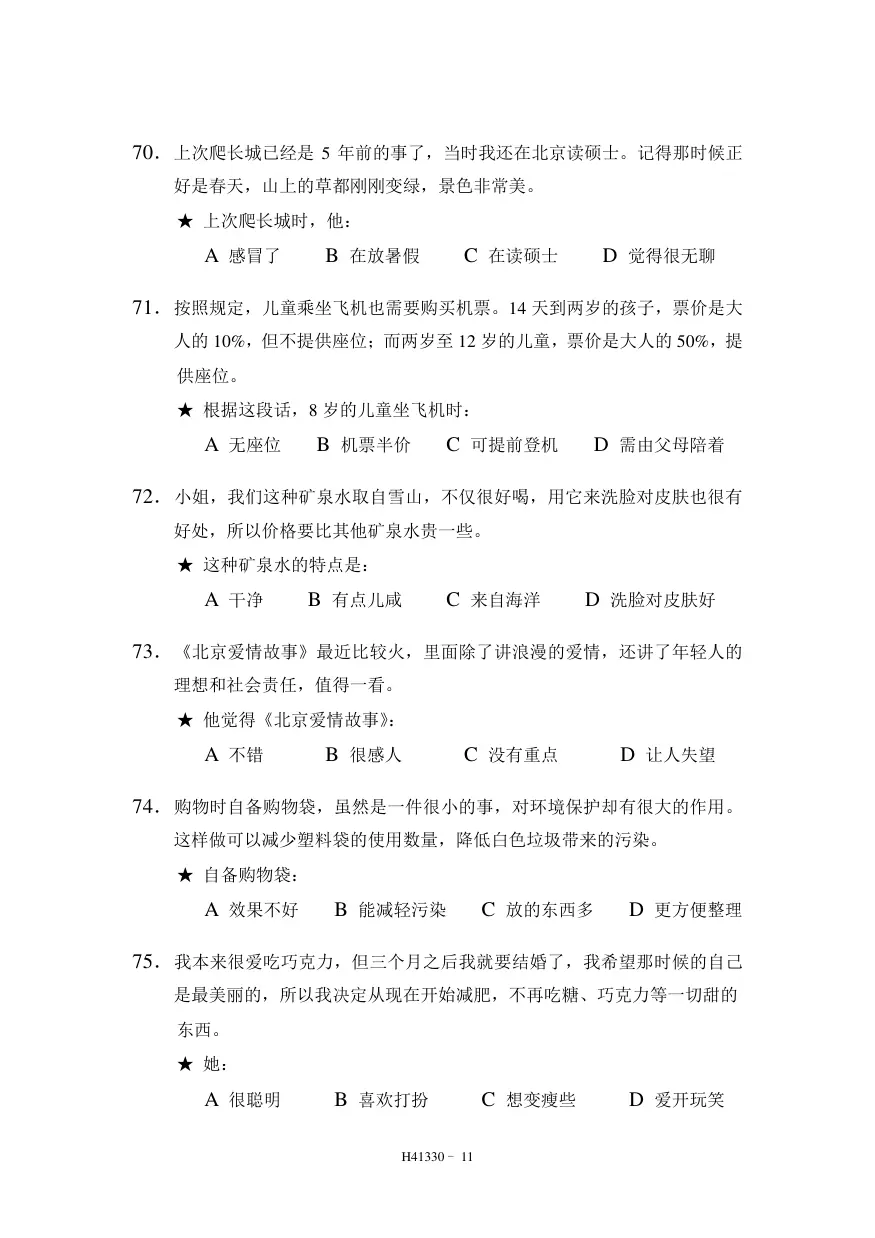 70．上次爬长城已经是 5 年前的事了，当时我还在北京读硕士。记得那时候正
好是春天，山上的草都刚刚变绿，景色非常美。
★ 上次爬长城时，他：
A 感冒了 B 在放暑假 C 在读硕士 D 觉得很无聊
71．按照规定，儿童乘坐飞机也需要购买机票。14 天到两岁的孩子，票价是大
人的 10%，但不提供座位；而两岁至 12 岁的儿童，票价是大人的 50%，提
供座位。
★ 根据这段话，8 岁的儿童坐飞机时：
A 无座位 B 机票半价 C 可提前登机 D 需由父母陪着
72．小姐，我们这种矿泉水取自雪山，不仅很好喝，用它来洗脸对皮肤也很有
好处，所以价格要比其他矿泉水贵一些。
★ 这种矿泉水的特点是：
A 干净 B 有点儿咸 C 来自海洋 D 洗脸对皮肤好
73．《北京爱情故事》最近比较火，里面除了讲浪漫的爱情，还讲了年轻人的
理想和社会责任，值得一看。
★ 他觉得《北京爱情故事》：
A 不错 B 很感人 C 没有重点 D 让人失望
74．购物时自备购物袋，虽然是一件很小的事，对环境保护却有很大的作用。
这样做可以减少塑料袋的使用数量，降低白色垃圾带来的污染。
★ 自备购物袋：
A 效果不好 B 能减轻污染 C 放的东西多 D 更方便整理
75．我本来很爱吃巧克力，但三个月之后我就要结婚了，我希望那时候的自己
是最美丽的，所以我决定从现在开始减肥，不再吃糖、巧克力等一切甜的
东西。
★ 她：
A 很聪明 B 喜欢打扮 C 想变瘦些 D 爱开玩笑
H41330﹣ 11